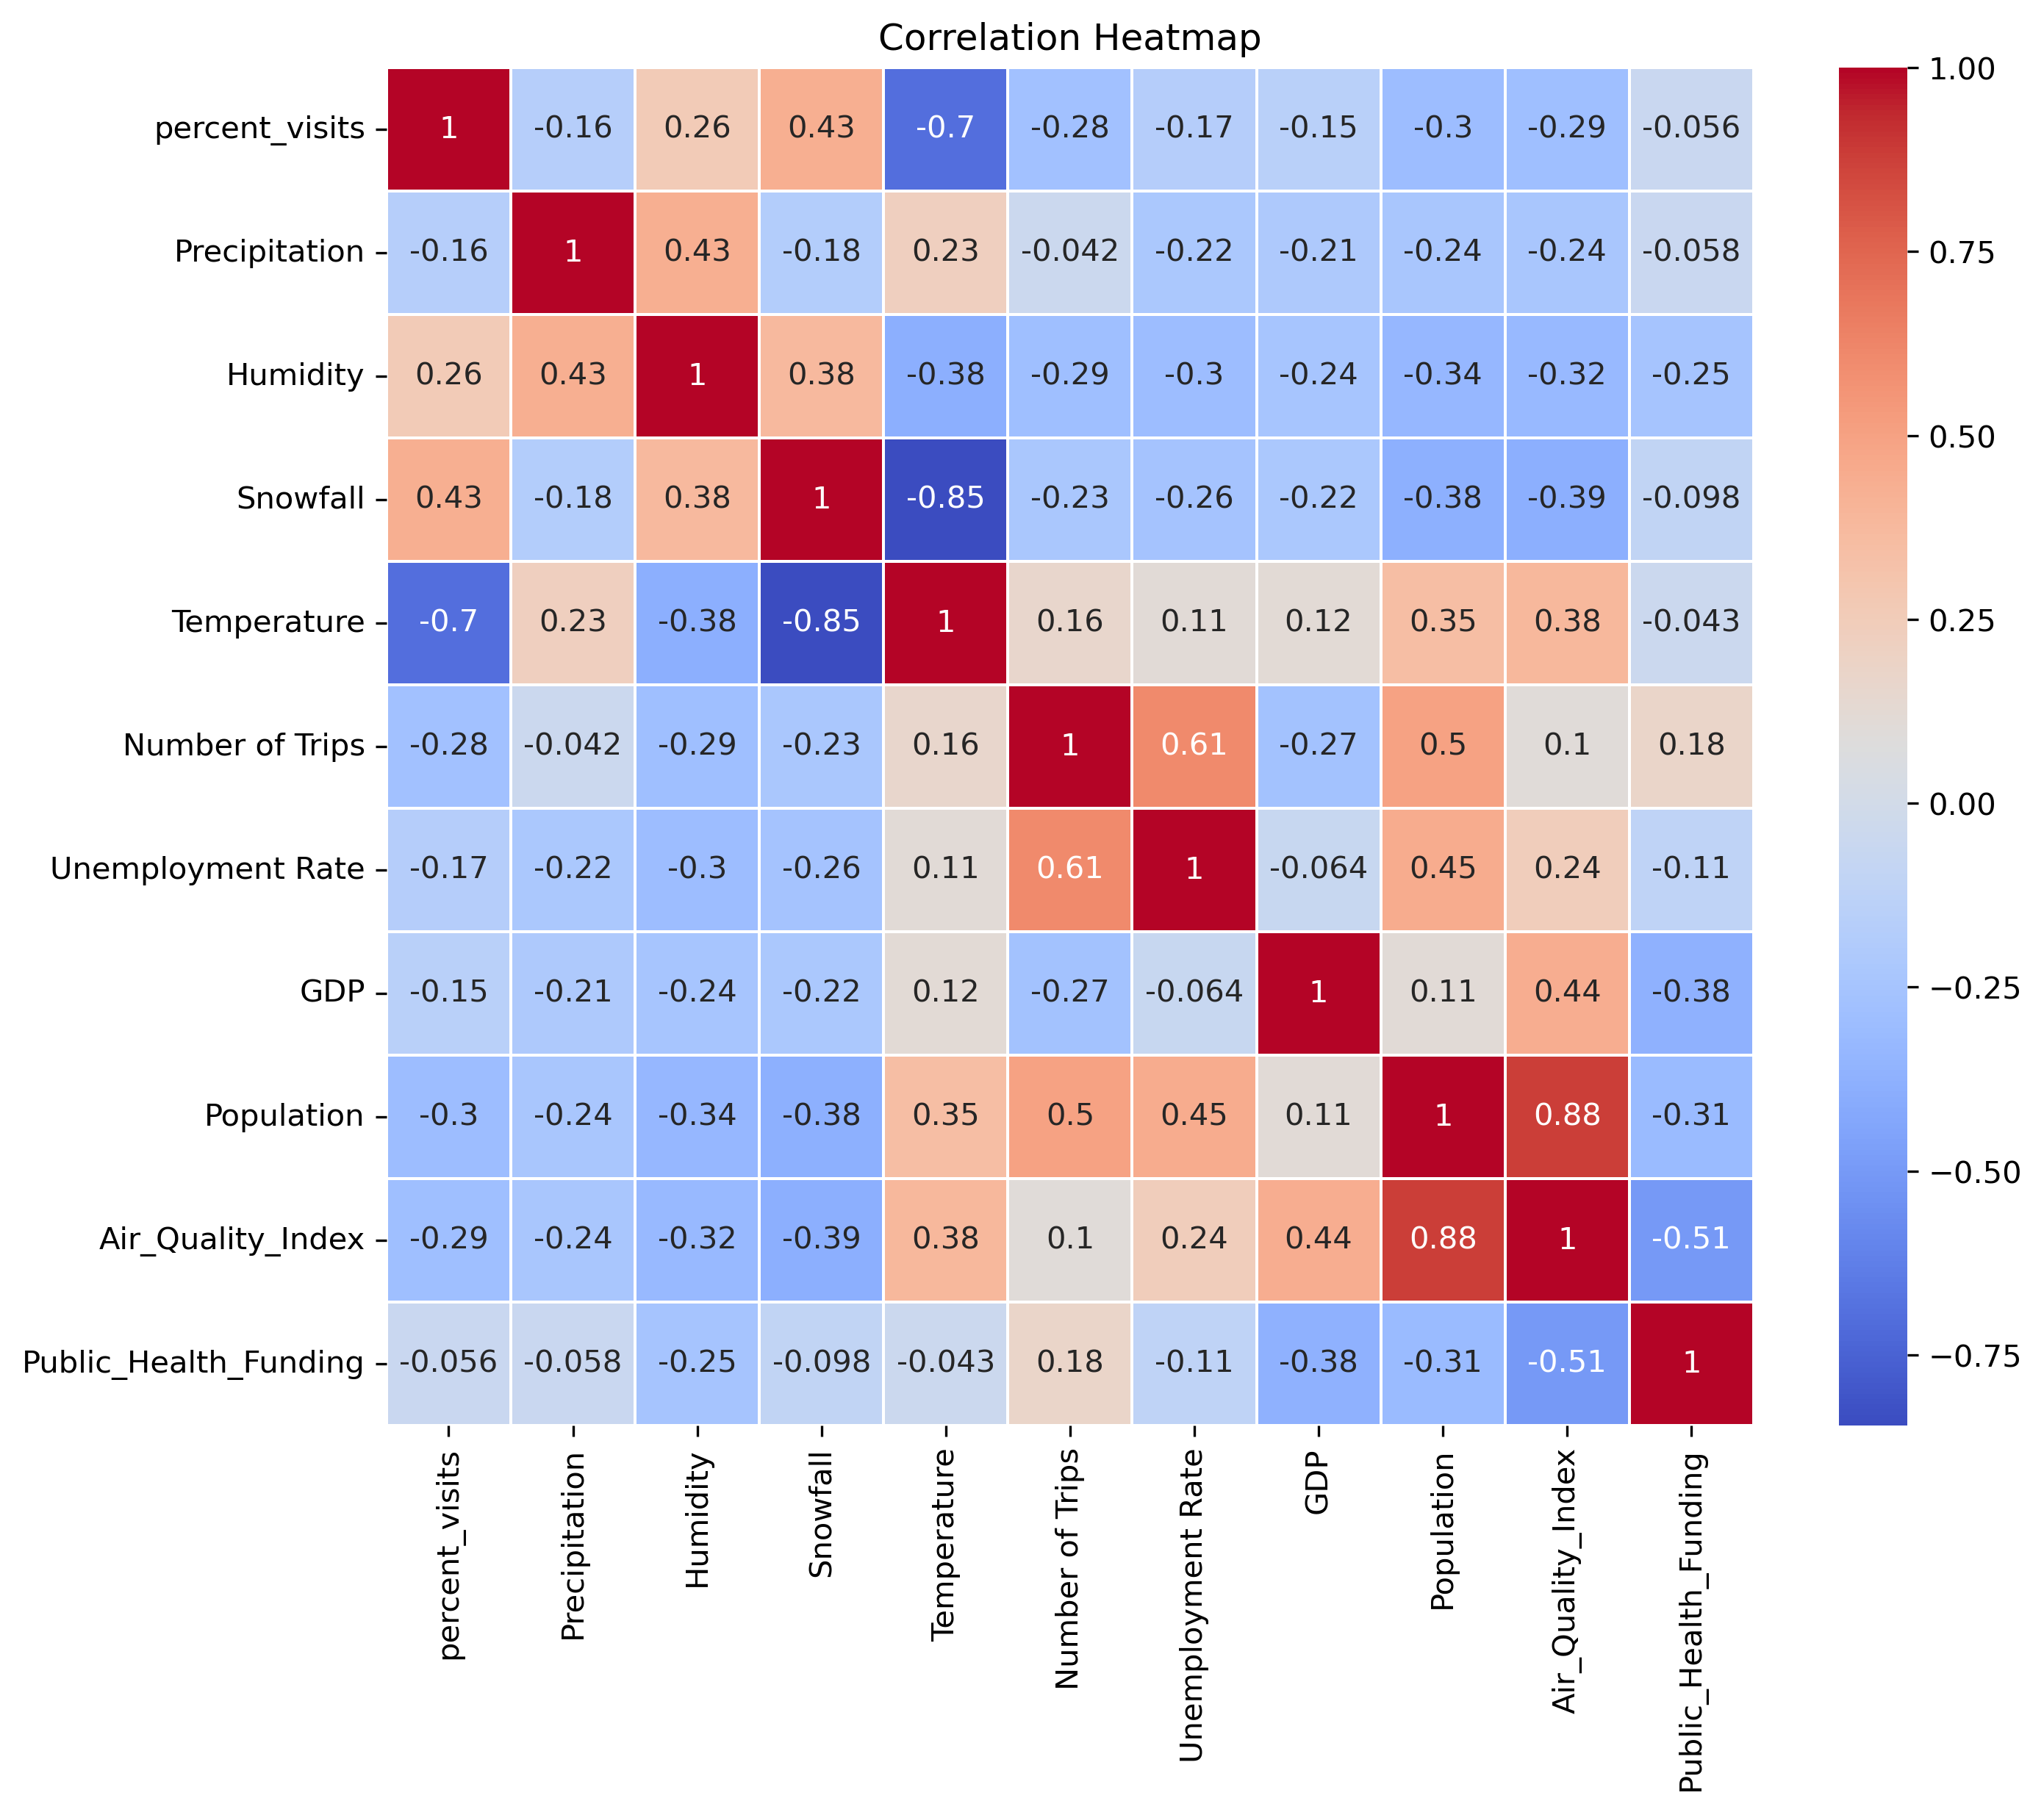 Correlation Heatmap
percent_visits 1 -0.16 0.26 0.43 -0.7 -0.28 -0.17 -0.15 -0.3 -0.29 -0.056
Precipitation -0.16 1 0.43 -0.18 0.23 -0.042 -0.22 -0.21 -0.24 -0.24 -0.058
Humidity 0.26 0.43 1 0.38 -0.38 -0.29 -0.3 -0.24 -0.34 -0.32 -0.25
Snowfall 0.43 -0.18 0.38 1 -0.85 -0.23 -0.26 -0.22 -0.38 -0.39 -0.098
Temperature -0.7 0.23 -0.38 -0.85 1 0.16 0.11 0.12 0.35 0.38 -0.043
Number of Trips -0.28 -0.042 -0.29 -0.23 0.16 1 0.61 -0.27 0.5 0.1 0.18
Unemployment Rate -0.17 -0.22 -0.3 -0.26 0.11 0.61 1 -0.064 0.45 0.24 -0.11
GDP -0.15 -0.21 -0.24 -0.22 0.12 -0.27 -0.064 1 0.11 0.44 -0.38
Population -0.3 -0.24 -0.34 -0.38 0.35 0.5 0.45 0.11 1 0.88 -0.31
Air_Quality_Index -0.29 -0.24 -0.32 -0.39 0.38 0.1 0.24 0.44 0.88 1 -0.51
Public_Health_Funding -0.056 -0.058 -0.25 -0.098 -0.043 0.18 -0.11 -0.38 -0.31 -0.51 1
percent_visits
Precipitation
Humidity
Snowfall
Temperature
Number of Trips
Unemployment Rate
GDP
Population
Air_Quality_Index
Public_Health_Funding
1.00
0.75
0.50
0.25
0.00
−0.25
−0.50
−0.75